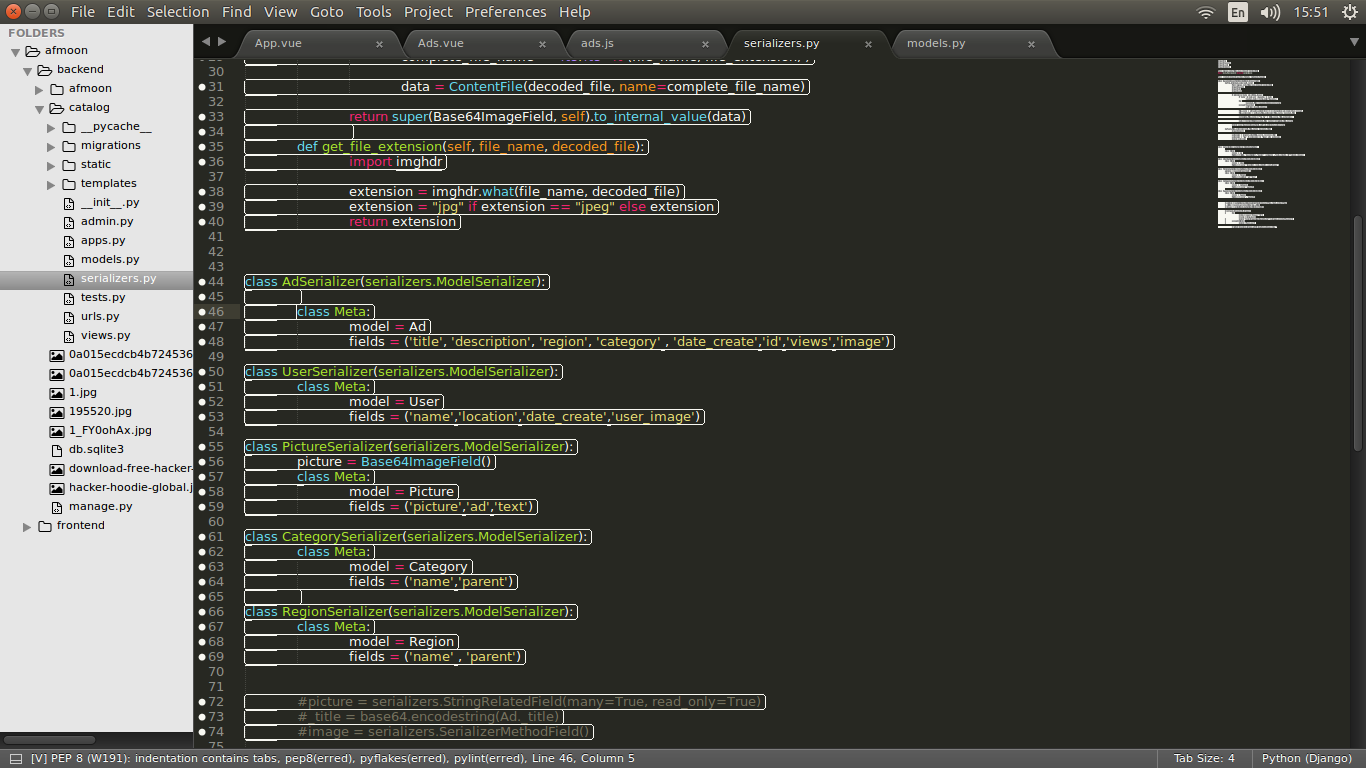 File Edit Selection Find View Goto Tools Project Preferences Help
En
15:51
FOLDERS
afmoon
backend
afmoon
catalog
__pycache__
migrations
static
templates
__init__.py
admin.py
apps.py
models.py
serializers.py
tests.py
urls.py
views.py
0a015ecdcb4b724536
0a015ecdcb4b724536
1.jpg
195520.jpg
1_FY0ohAx.jpg
db.sqlite3
download-free-hacker-
hacker-hoodie-global.j
manage.py
frontend
App.vue × Ads.vue × ads.js × serializers.py × models.py ×
30
31 data = ContentFile(decoded_file, name=complete_file_name)
32
33 return super(Base64ImageField, self).to_internal_value(data)
34
35 def get_file_extension(self, file_name, decoded_file):
36 import imghdr
37
38 extension = imghdr.what(file_name, decoded_file)
39 extension = "jpg" if extension == "jpeg" else extension
40 return extension
41
42
43
44 class AdSerializer(serializers.ModelSerializer):
45
46 class Meta:
47 model = Ad
48 fields = ('title', 'description', 'region', 'category' , 'date_create','id','views','image')
49
50 class UserSerializer(serializers.ModelSerializer):
51 class Meta:
52 model = User
53 fields = ('name','location','date_create','user_image')
54
55 class PictureSerializer(serializers.ModelSerializer):
56 picture = Base64ImageField()
57 class Meta:
58 model = Picture
59 fields = ('picture','ad','text')
60
61 class CategorySerializer(serializers.ModelSerializer):
62 class Meta:
63 model = Category
64 fields = ('name','parent')
65
66 class RegionSerializer(serializers.ModelSerializer):
67 class Meta:
68 model = Region
69 fields = ('name' , 'parent')
70
71
72 #picture = serializers.StringRelatedField(many=True, read_only=True)
73 #_title = base64.encodestring(Ad._title)
74 #image = serializers.SerializerMethodField()
75
[V] PEP 8 (W191): indentation contains tabs, pep8(erred), pyflakes(erred), pylint(erred), Line 46, Column 5
Tab Size: 4
Python (Django)